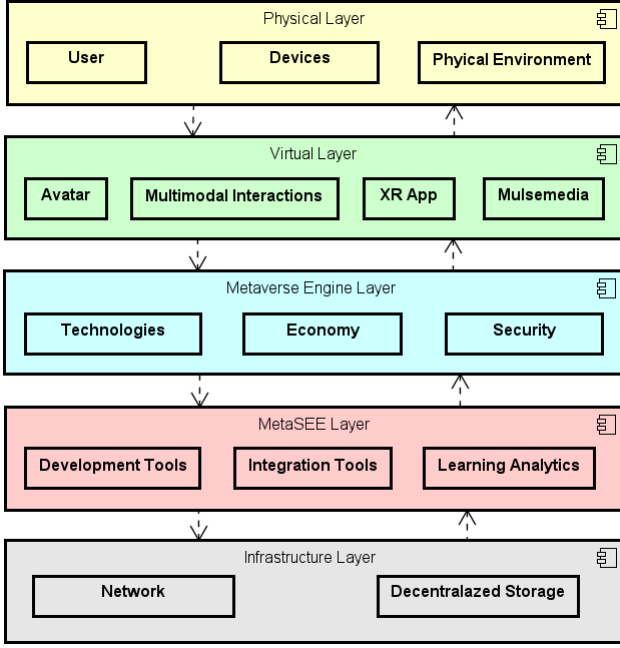 Physical Layer
User
Devices
Phyical Environment
Virtual Layer
Avatar
Multimodal Interactions
XR App
Mulsemedia
Metaverse Engine Layer
Technologies
Economy
Security
MetaSEE Layer
Development Tools
Integration Tools
Learning Analytics
Infrastructure Layer
Network
Decentralazed Storage